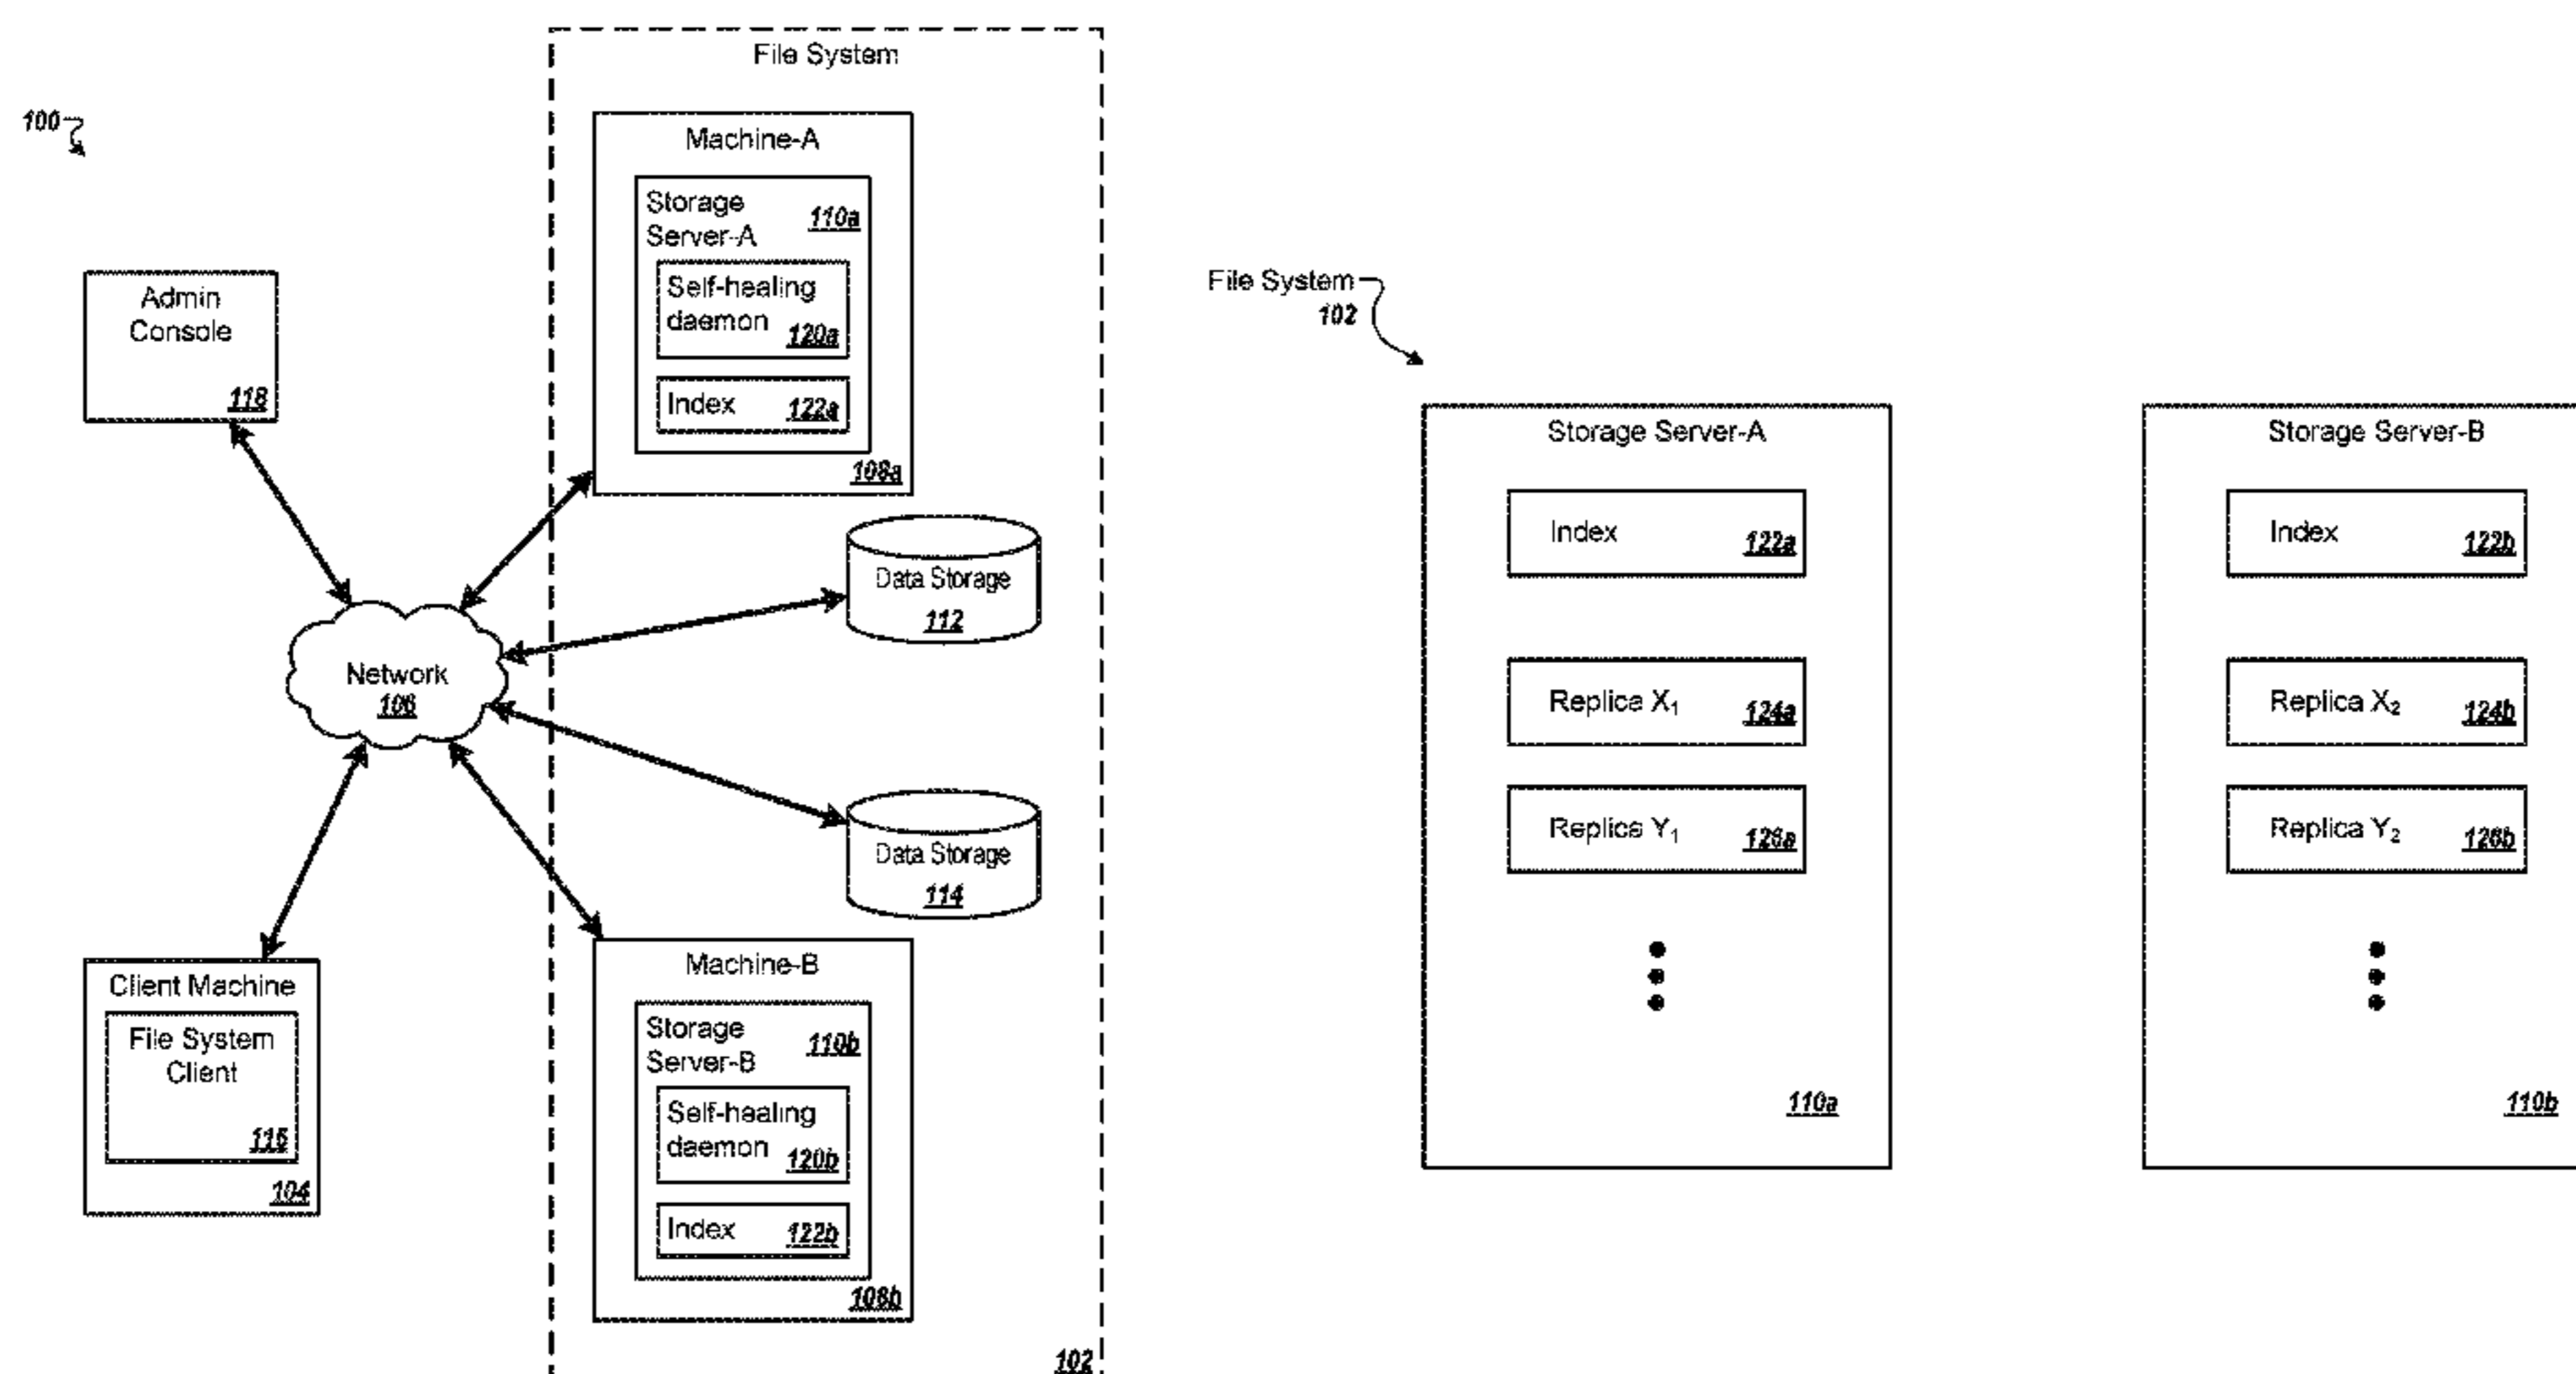 File System
100
Machine-A
Storage
Server-A
110a
Self-healing
daemon
120a
Index
122a
108a
Admin
Console
118
Data Storage
112
Network
106
Data Storage
114
Client Machine
File System
Client
116
104
Machine-B
Storage
Server-B
110b
Self-healing
daemon
120b
Index
122b
108b
102
File System
102
Storage Server-A
Index
122a
Replica X₁
124a
Replica Y₁
126a
110a
Storage Server-B
Index
122b
Replica X₂
124b
Replica Y₂
126b
110b